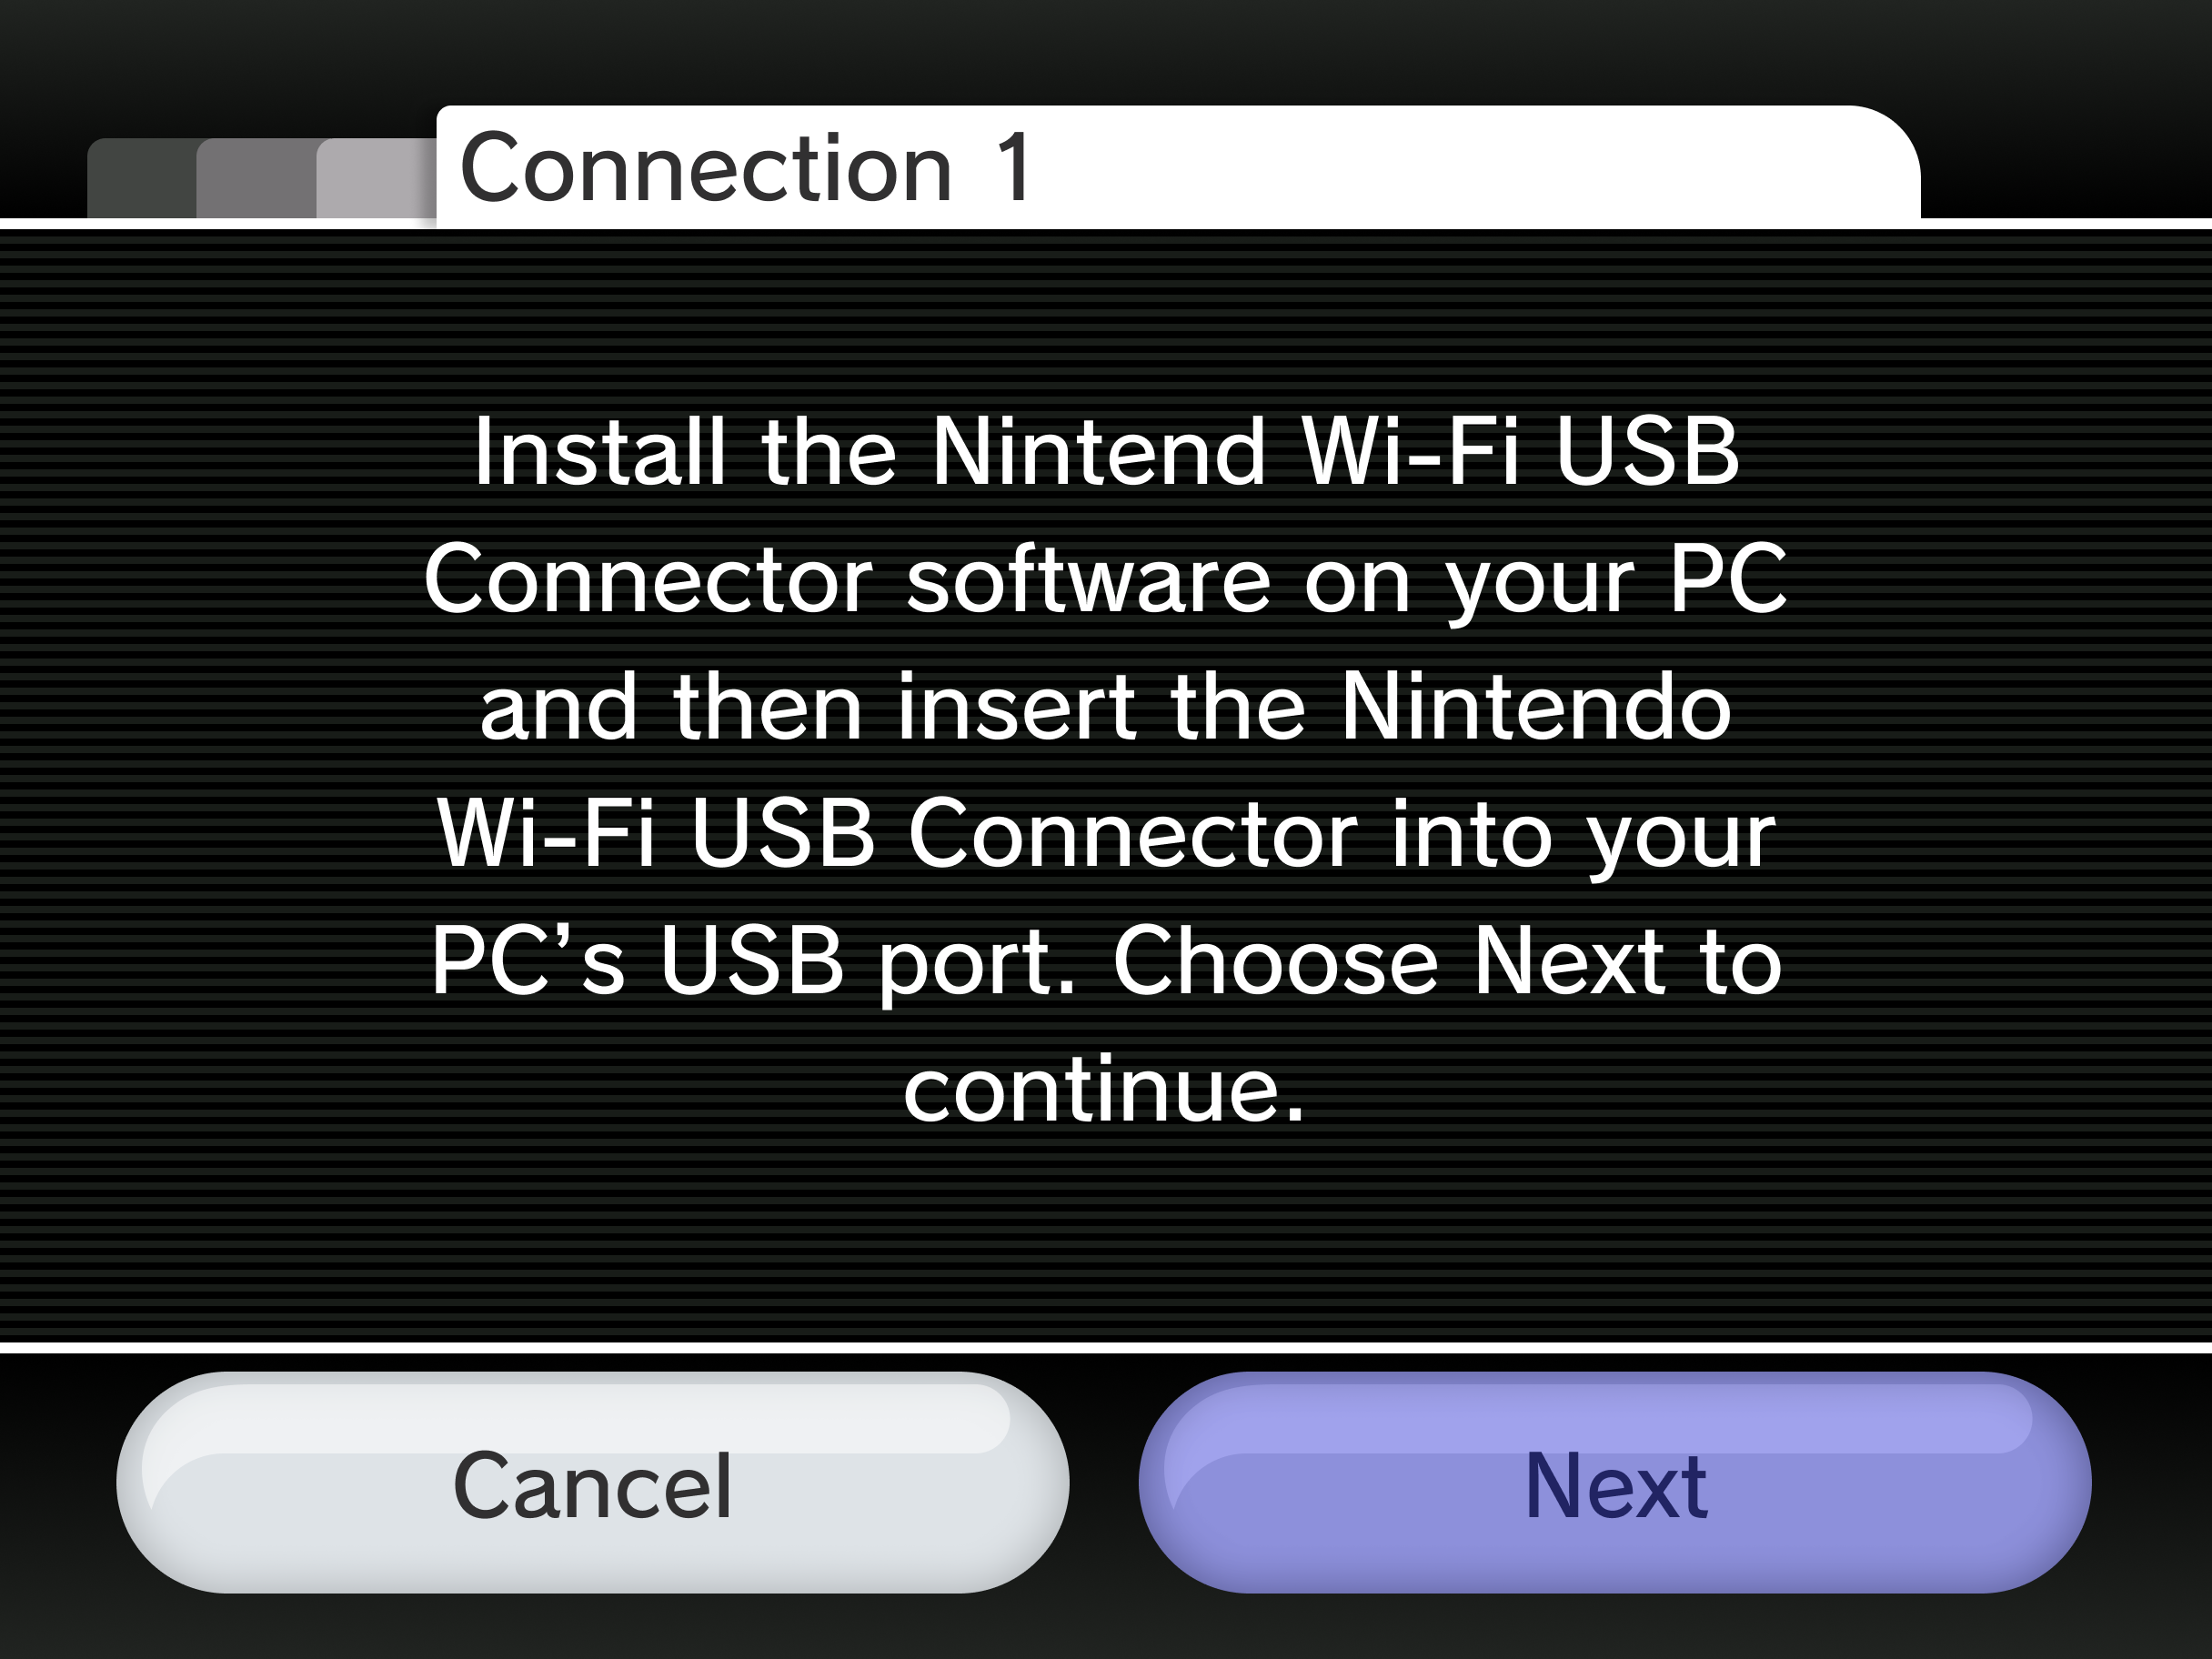 Connection 1
Install the Nintend Wi-Fi USB
Connector software on your PC
and then insert the Nintendo
Wi-Fi USB Connector into your
PC’s USB port. Choose Next to
continue.
Cancel
Next